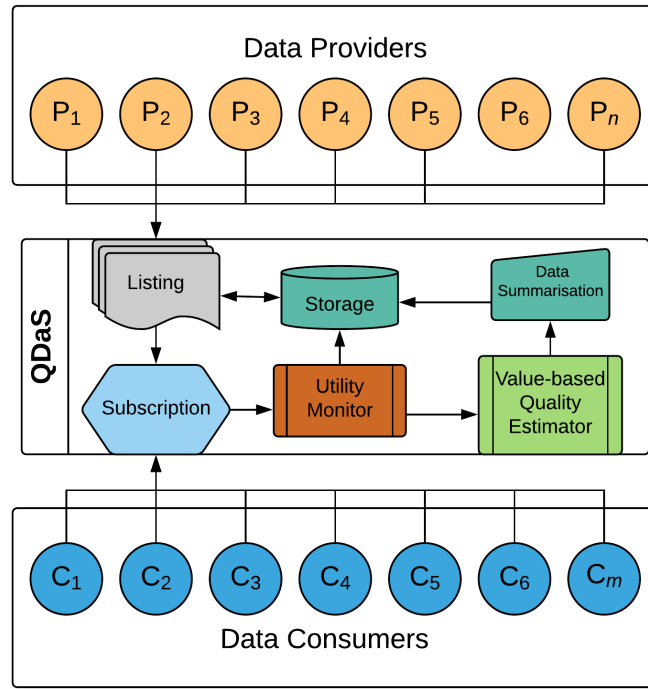 Data Providers
P1 P2 P3 P4 P5 P6 Pn
QDaS
Listing
Storage
Data
Summarisation
Subscription
Utility
Monitor
Value-based
Quality
Estimator
C1 C2 C3 C4 C5 C6 Cm
Data Consumers